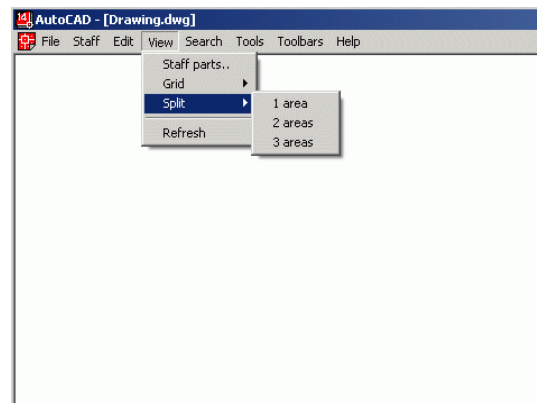 14 AutoCAD - [Drawing.dwg]
File Staff Edit View Search Tools Toolbars Help
Staff parts..
Grid
Split
1 area
2 areas
Refresh
3 areas